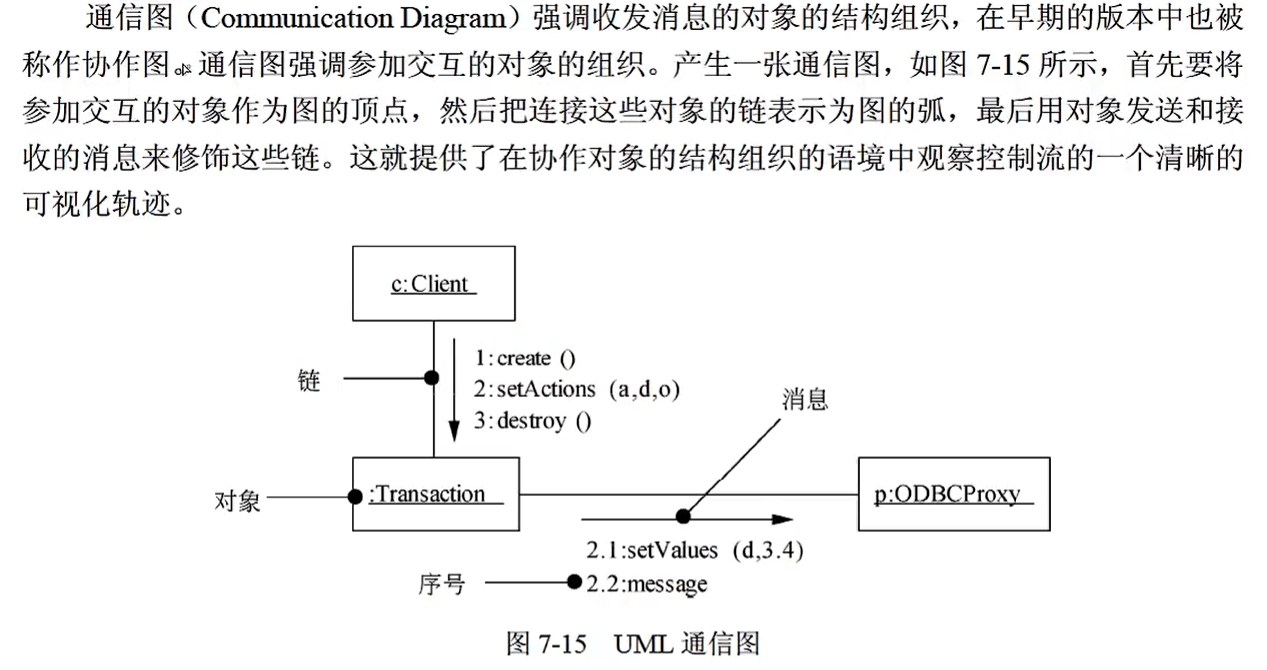 通信图（Communication Diagram）强调收发消息的对象的结构组织，在早期的版本中也被
称作协作图。通信图强调参加交互的对象的组织。产生一张通信图，如图 7-15 所示，首先要将
参加交互的对象作为图的顶点，然后把连接这些对象的链表示为图的弧，最后用对象发送和接
收的消息来修饰这些链。这就提供了在协作对象的结构组织的语境中观察控制流的一个清晰的
可视化轨迹。
c:Client
链
1:create ()
2:setActions (a,d,o)
3:destroy ()
消息
对象
:Transaction
p:ODBCProxy
2.1:setValues (d,3.4)
序号
2.2:message
图 7-15 UML 通信图